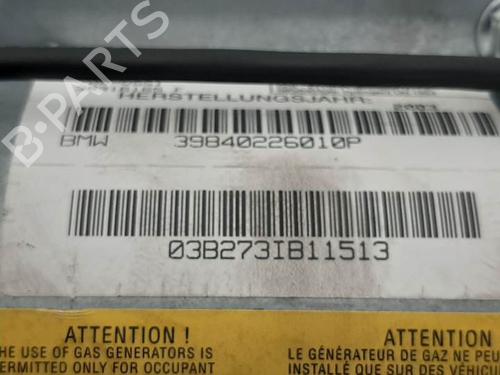 HERSTELLUNGSJAHR:
BMW 39840226010P
03B273IB11513
ATTENTION !
THE USE OF GAS GENERATORS IS
PERMITTED ONLY FOR OCCUPANT
ATTENTION
LE GÉNÉRATEUR DE GAZ NE PEU
INSTALLÉ QUE SUR DES VÉHICU
B-PARTS